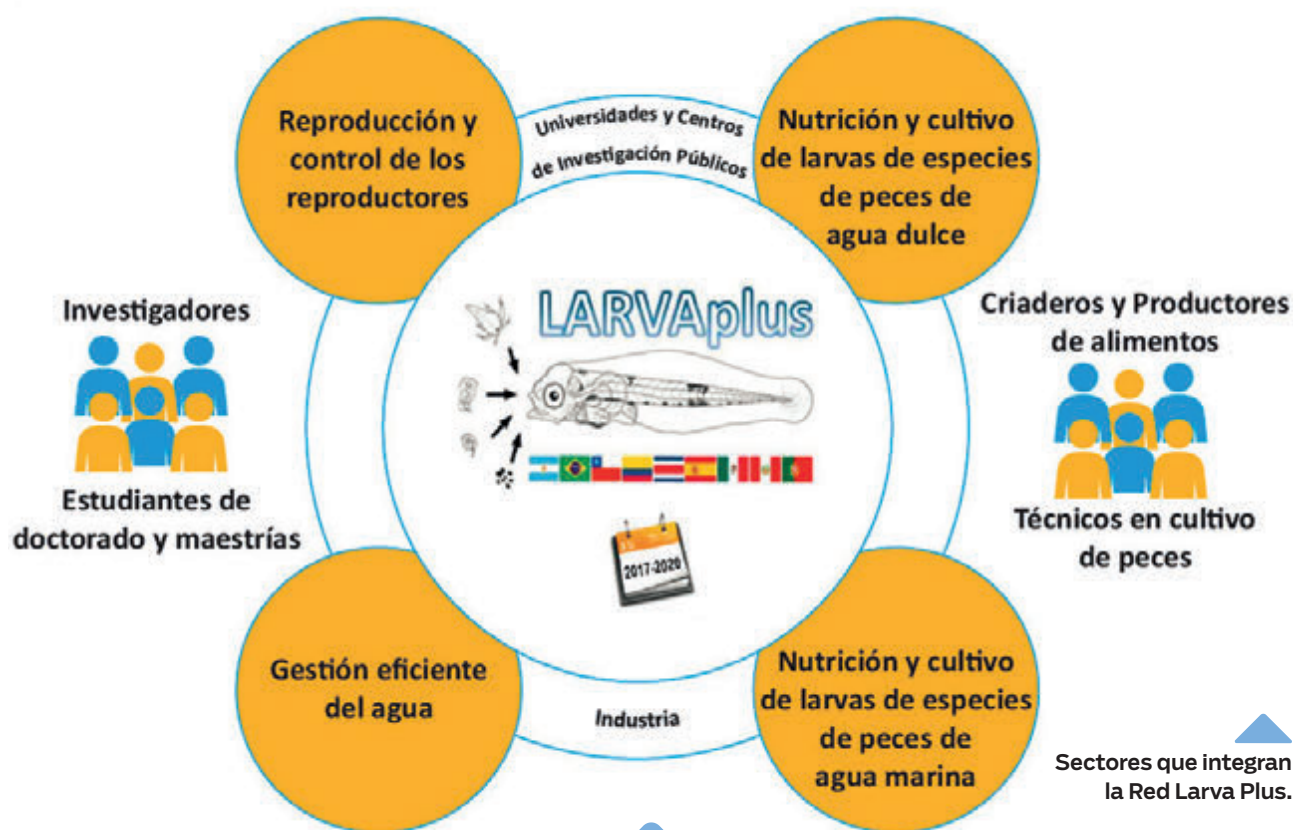 Reproducción y
control de los
reproductores
Universidades y Centros
de Investigación Públicos
Nutrición y cultivo
de larvas de especies
de peces de
agua dulce
Investigadores
Estudiantes de
doctorado y maestrías
LARVAplus
2017-2020
Criaderos y Productores
de alimentos
Técnicos en cultivo
de peces
Gestión eficiente
del agua
Industria
Nutrición y cultivo
de larvas de especies
de peces de
agua marina
Sectores que integran
la Red Larva Plus.